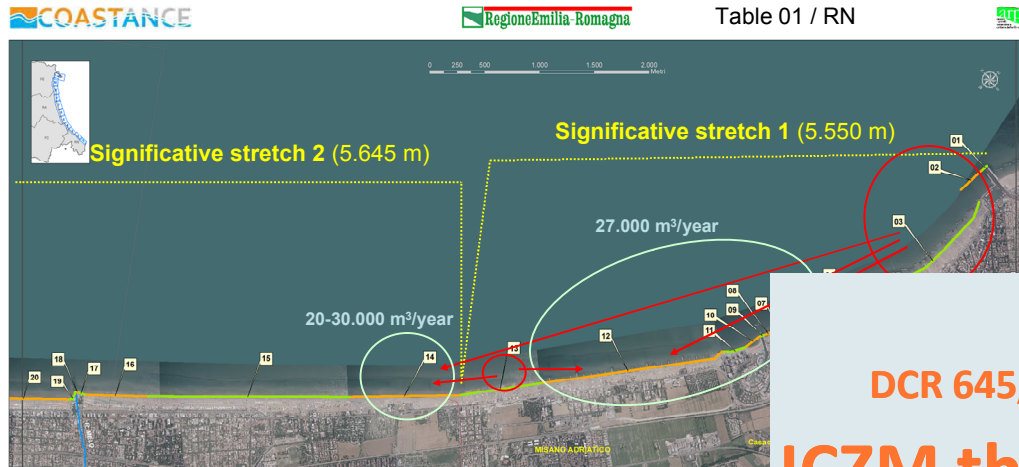 COASTANCE
RegioneEmilia-Romagna
Table 01 / RN
arpa
0 250 500 1.000 1.500 2.000
Metri
Significative stretch 1 (5.550 m)
Significative stretch 2 (5.645 m)
01
02
03
27.000 m³/year
20-30.000 m³/year
08
07
09
10
11
12
13
14
15
16
17
18
19
20
MISANO ADRIATICO
DCR 645,
ICZM th